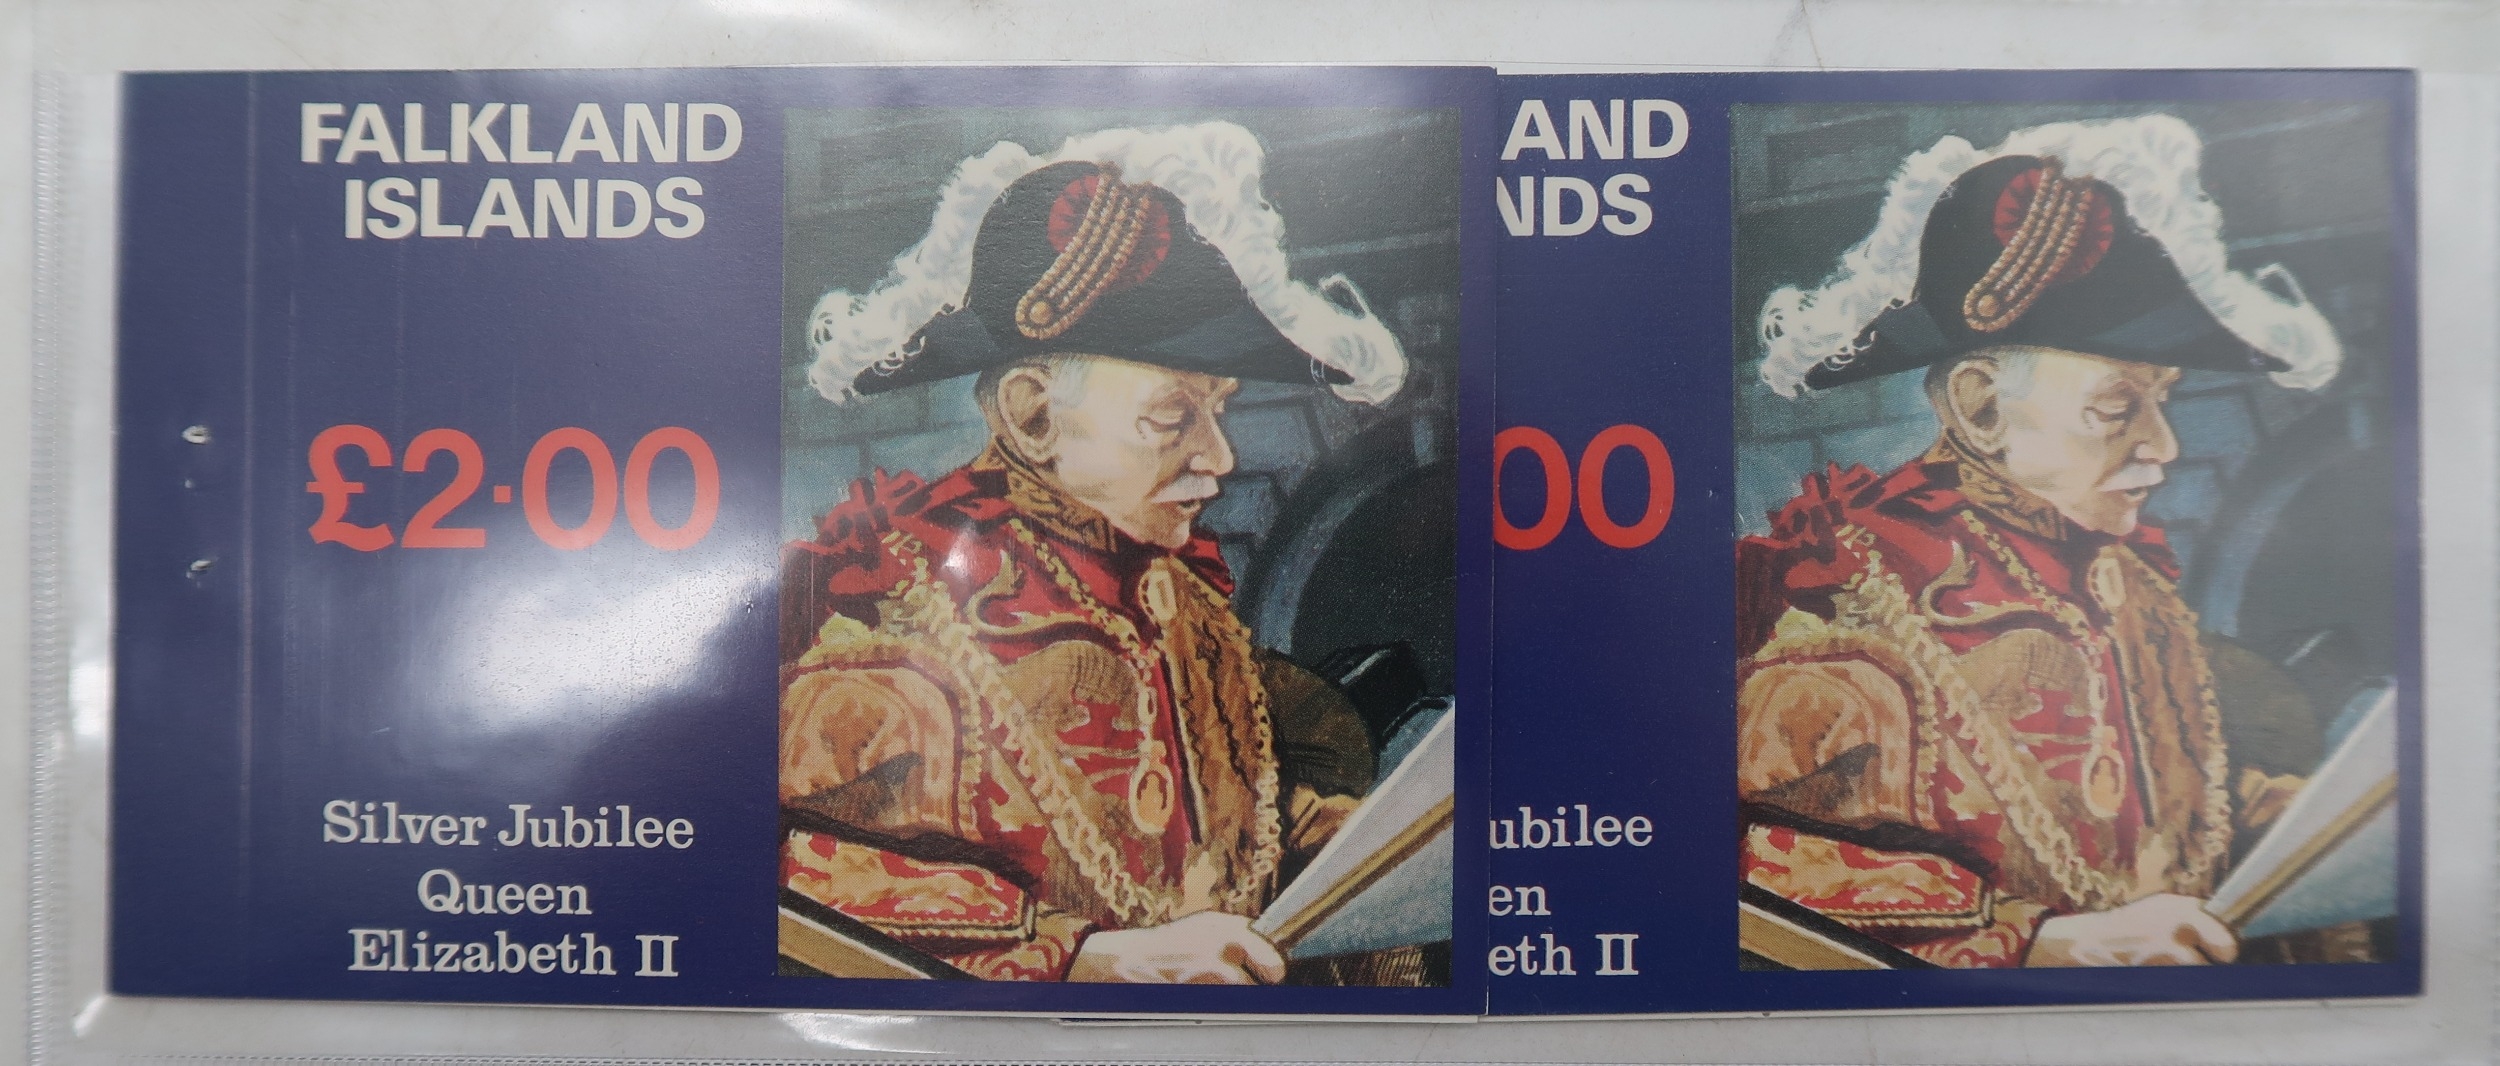 FALKLAND
ISLANDS
£2·00
Silver Jubilee
Queen
Elizabeth II
AND
NDS
00
ubilee
en
eth II